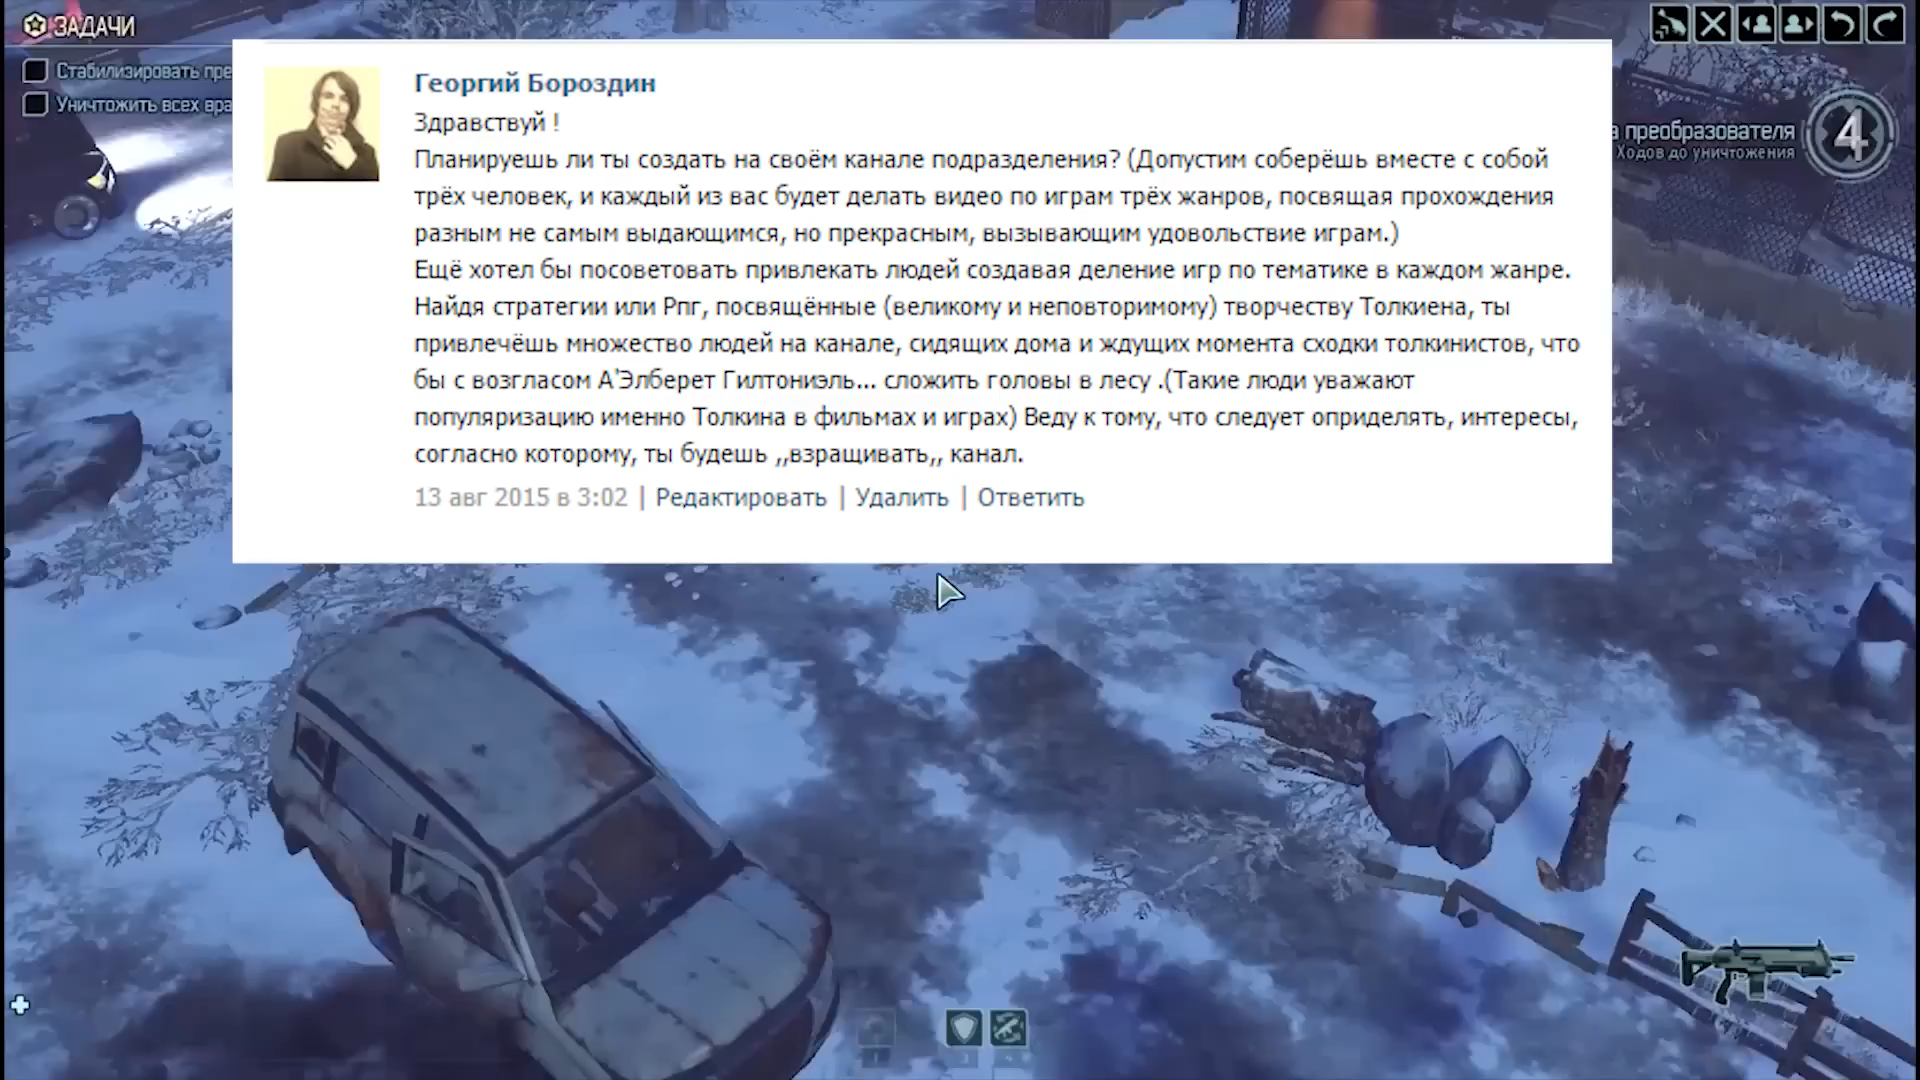 ЗАДАЧИ
Стабилизировать пре
Уничтожить всех вра
Георгий Бороздин
Здравствуй !
Планируешь ли ты создать на своём канале подразделения? (Допустим соберёшь вместе с собой
трёх человек, и каждый из вас будет делать видео по играм трёх жанров, посвящая прохождения
разным не самым выдающимся, но прекрасным, вызывающим удовольствие играм.)
Ещё хотел бы посоветовать привлекать людей создавая деление игр по тематике в каждом жанре.
Найдя стратегии или Рпг, посвящённые (великому и неповторимому) творчеству Толкиена, ты
привлечёшь множество людей на канале, сидящих дома и ждущих момента сходки толкинистов, что
бы с возгласом А'Элберет Гилтониэль... сложить головы в лесу .(Такие люди уважают
популяризацию именно Толкина в фильмах и играх) Веду к тому, что следует оприделять, интересы,
согласно которому, ты будешь ,,взращивать,, канал.
13 авг 2015 в 3:02 | Редактировать | Удалить | Ответить
а преобразователя
Ходов до уничтожения
4